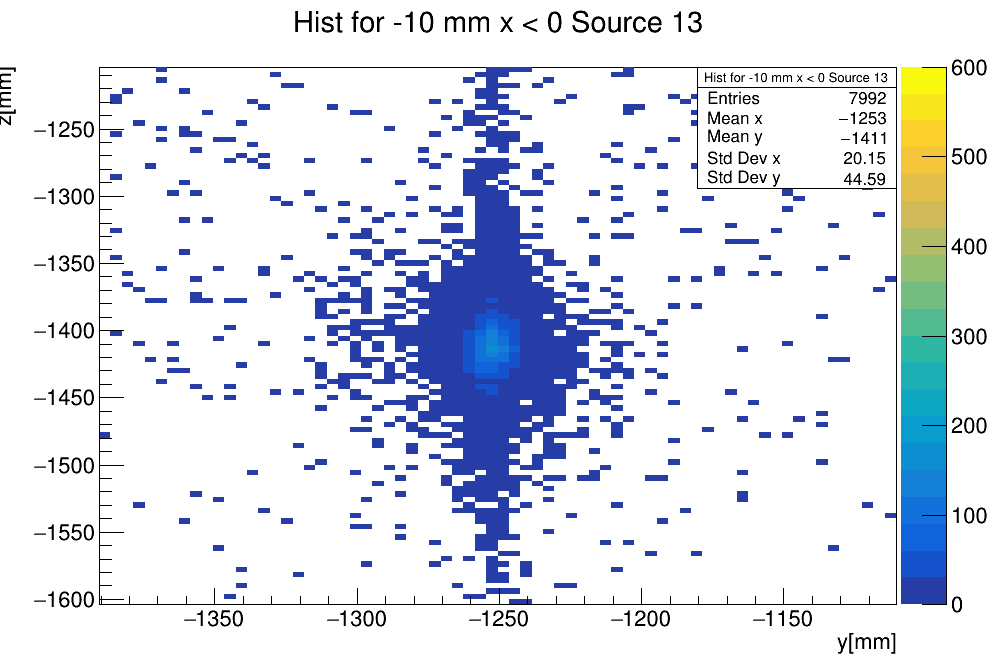 Hist for -10 mm x < 0 Source 13
z[mm]
Hist for -10 mm x < 0 Source 13
Entries 7992
Mean x −1253
Mean y −1411
Std Dev x 20.15
Std Dev y 44.59
−1250
−1300
−1350
−1400
−1450
−1500
−1550
−1600
−1350
−1300
−1250
−1200
−1150
y[mm]
600
500
400
300
200
100
0